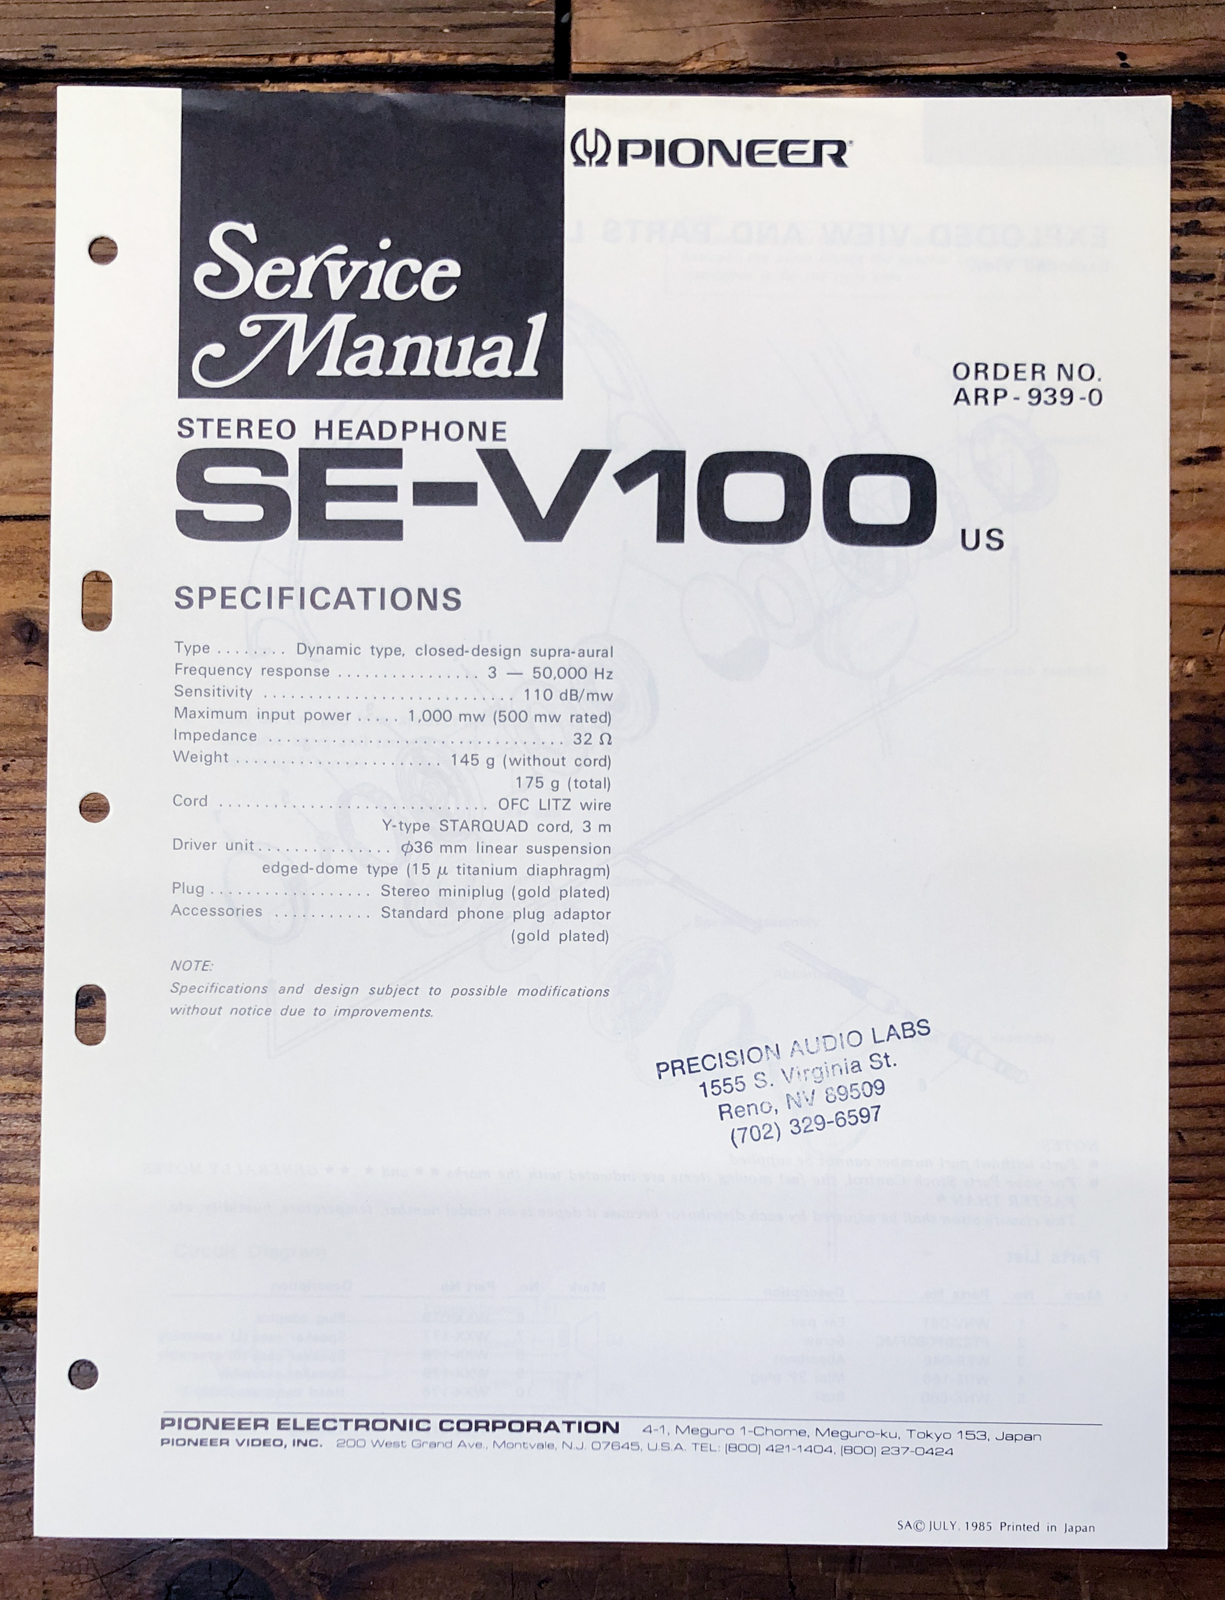 PIONEER
Service
Manual
ORDER NO.
ARP-939-0
STEREO HEADPHONE
SE-V100 US
SPECIFICATIONS
Type ........ Dynamic type, closed-design supra-aural
Frequency response ................ 3 — 50,000 Hz
Sensitivity ............................ 110 dB/mw
Maximum input power ..... 1,000 mw (500 mw rated)
Impedance ................................. 32 Ω
Weight ....................... 145 g (without cord)
175 g (total)
Cord .............................. OFC LITZ wire
Y-type STARQUAD cord, 3 m
Driver unit............... φ36 mm linear suspension
edged-dome type (15 μ titanium diaphragm)
Plug .................. Stereo miniplug (gold plated)
Accessories ........... Standard phone plug adaptor
(gold plated)
NOTE:
Specifications and design subject to possible modifications
without notice due to improvements.
PRECISION AUDIO LABS
1555 S. Virginia St.
Reno, NV 89509
(702) 329-6597
PIONEER ELECTRONIC CORPORATION 4-1, Meguro 1-Chome, Meguro-ku, Tokyo 153, Japan
PIONEER VIDEO, INC. 200 West Grand Ave., Montvale, N.J. 07645, U.S.A. TEL: (800) 421-1404, (800) 237-0424
SA© JULY. 1985 Printed in Japan